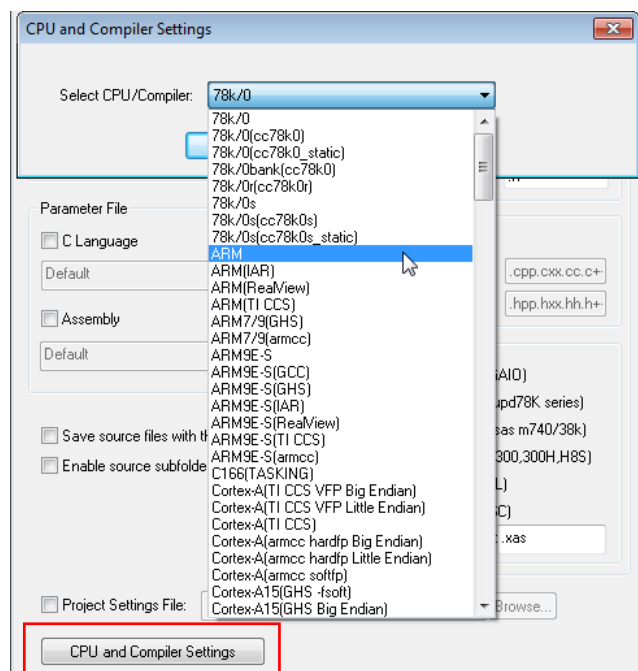 CPU and Compiler Settings
Select CPU/Compiler: 78k/0
78k/0
78k/0(cc78k0)
78k/0(cc78k0_static)
78k/0bank(cc78k0)
78k/0r(cc78k0r)
78k/0s
78k/0s(cc78k0s)
78k/0s(cc78k0s_static)
ARM
ARM(IAR)
ARM(RealView)
ARM(TI CCS)
ARM7/9(GHS)
ARM7/9(armcc)
ARM9E-S
ARM9E-S(GCC)
ARM9E-S(GHS)
ARM9E-S(IAR)
ARM9E-S(RealView)
ARM9E-S(TI CCS)
ARM9E-S(armcc)
C166(TASKING)
Cortex-A(TI CCS VFP Big Endian)
Cortex-A(TI CCS VFP Little Endian)
Cortex-A(TI CCS)
Cortex-A(armcc hardfp Big Endian)
Cortex-A(armcc hardfp Little Endian)
Cortex-A(armcc softfp)
Cortex-A15(GHS -fsoft)
Cortex-A15(GHS Big Endian)
Parameter File
C Language
Default
.cpp.cxx.cc.c+
.hpp.hxx.hh.h+
Assembly
Default
upd78K series)
Save source files with
sas m740/38k)
Enable source subfolde
300,300H,H8S)
.xas
Project Settings File:
Browse...
CPU and Compiler Settings